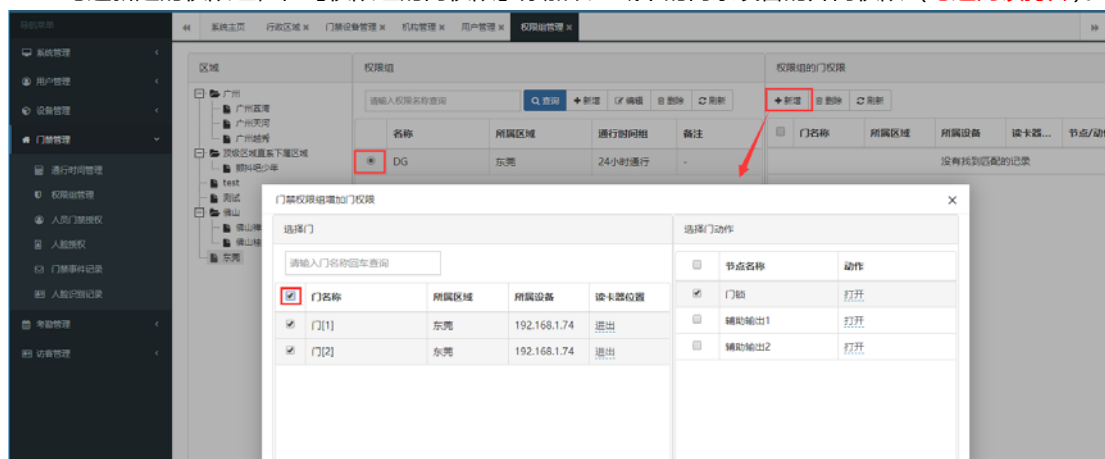 导航菜单
系统主页 行政区域 × 门禁设备管理 × 机构管理 × 用户管理 × 权限组管理 ×
系统管理
用户管理
设备管理
门禁管理
通行时间管理
权限组管理
人员门禁授权
人脸授权
门禁事件记录
人脸识别记录
考勤管理
访客管理
区域
广州
广州荔湾
广州天河
广州越秀
顶级区域直系下属区域
颤抖吧少年
test
测试
佛山
东莞
权限组
请输入权限名称查询 查询 新增 编辑 删除 刷新
名称 所属区域 通行时间组 备注
DG 东莞 24小时通行 -
权限组的门权限
新增 删除 刷新
门名称 所属区域 所属设备 读卡器...
没有找到匹配的记录
门禁权限组增加门权限 ×
选择门
请输入门名称回车查询
门名称 所属区域 所属设备 读卡器位置
门[1] 东莞 192.168.1.74 进出
门[2] 东莞 192.168.1.74 进出
选择门动作
节点名称 动作
门锁 打开
辅助输出1 打开
辅助输出2 打开